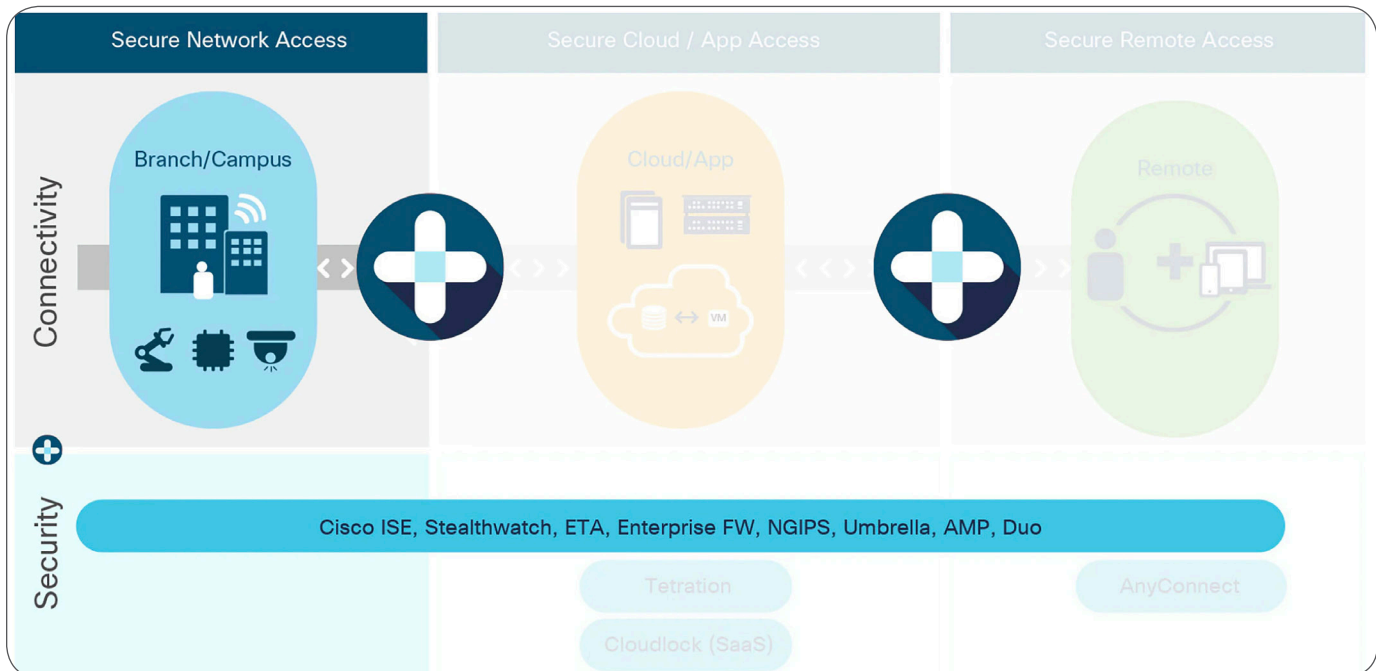 Secure Network Access
Secure Cloud / App Access
Secure Remote Access
Connectivity
Branch/Campus
Cloud/App
VM
Remote
Security
Cisco ISE, Stealthwatch, ETA, Enterprise FW, NGIPS, Umbrella, AMP, Duo
Tetration
AnyConnect
Cloudlock (SaaS)